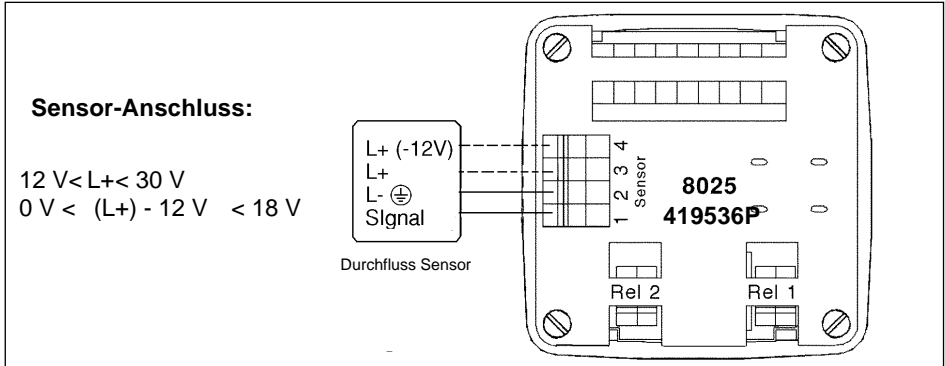 Sensor-Anschluss:
12 V< L+< 30 V
0 V < (L+) - 12 V < 18 V
L+ (-12V)
L+
L-
SIgnal
Durchfluss Sensor
4
3
2
1
Sensor
8025
419536P
Rel 2
Rel 1